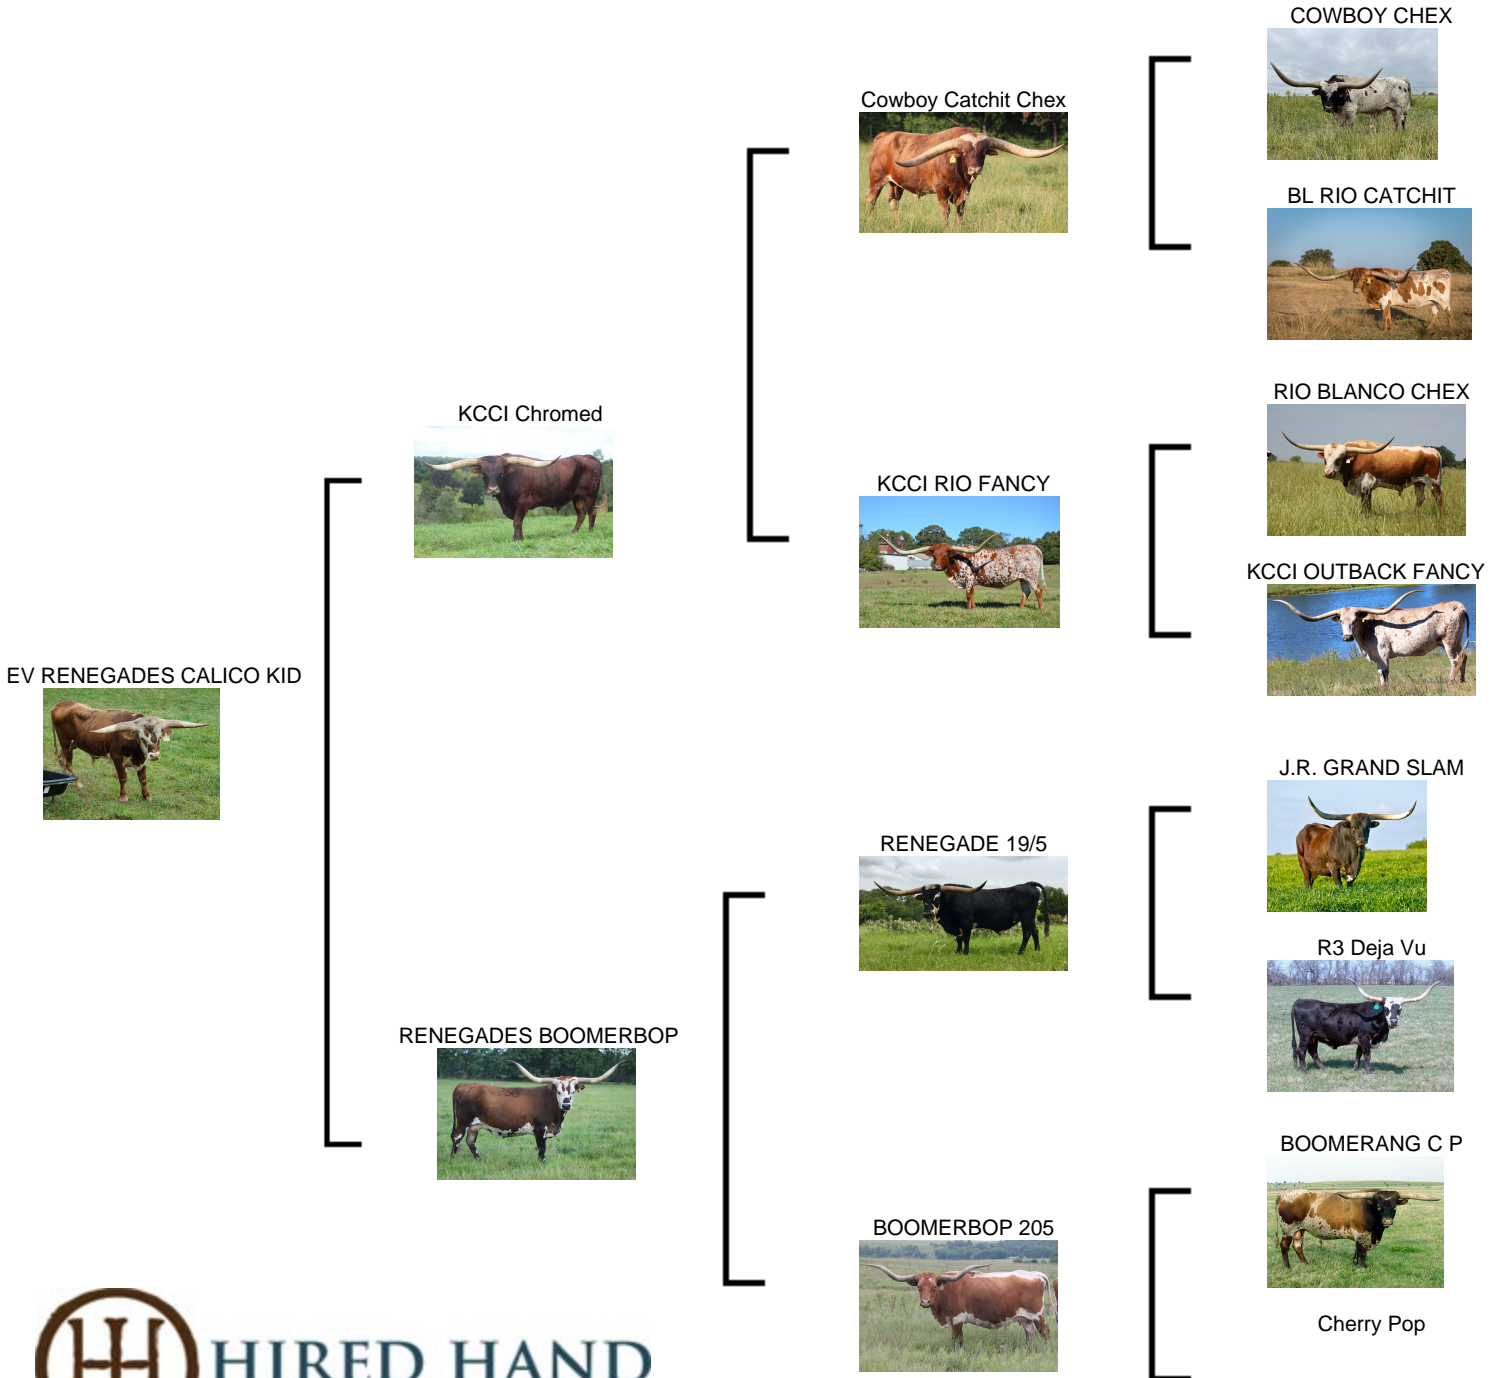 COWBOY CHEX
Cowboy Catchit Chex
BL RIO CATCHIT
KCCI Chromed
RIO BLANCO CHEX
KCCI RIO FANCY
KCCI OUTBACK FANCY
EV RENEGADES CALICO KID
J.R. GRAND SLAM
RENEGADE 19/5
R3 Deja Vu
RENEGADES BOOMERBOP
BOOMERANG C P
BOOMERBOP 205
Cherry Pop
HIRED HAND